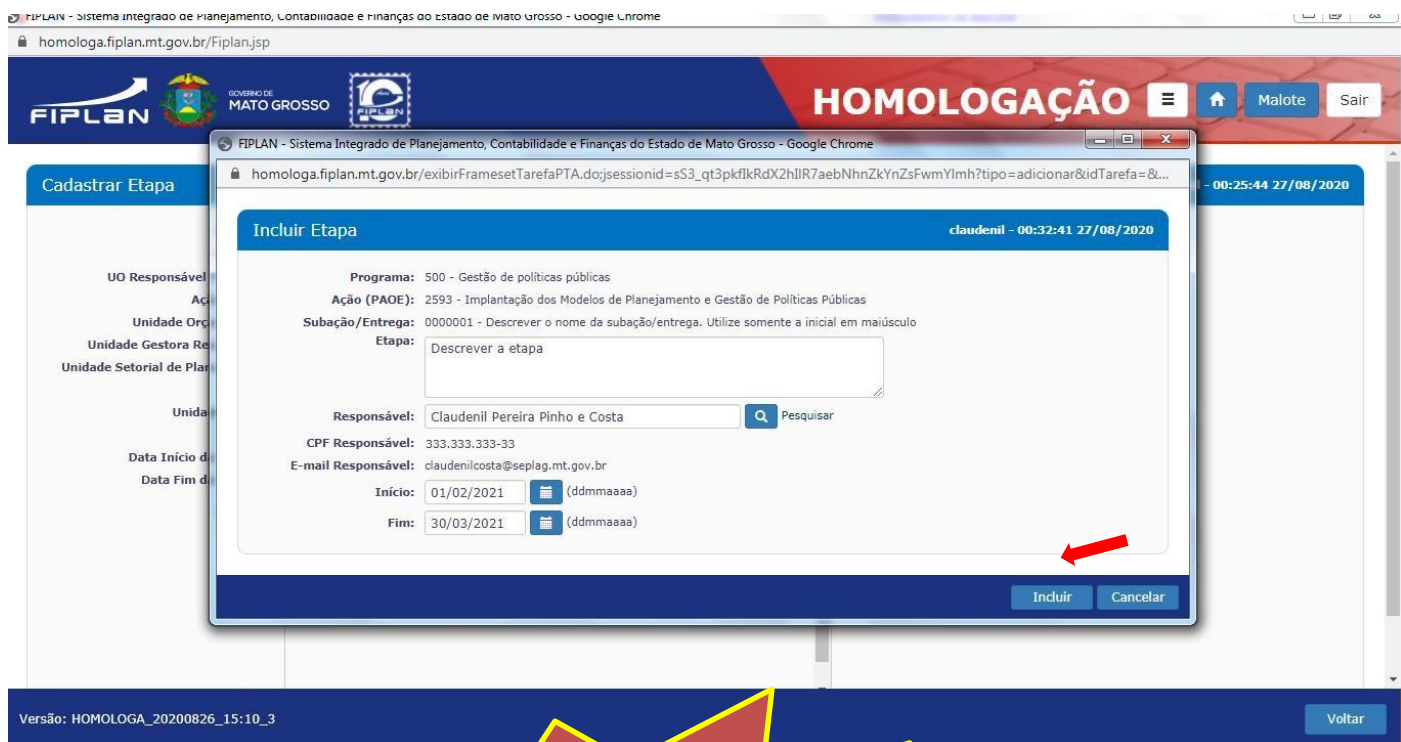 FIPLAN - Sistema Integrado de Planejamento, Contabilidade e Finanças do Estado de Mato Grosso - Google Chrome
homologa.fiplan.mt.gov.br/Fiplan.jsp
FIPLAN
GOVERNO DE
MATO GROSSO
FIPLAN
HOMOLOGAÇÃO
Malote
Sair
FIPLAN - Sistema Integrado de Planejamento, Contabilidade e Finanças do Estado de Mato Grosso - Google Chrome
homologa.fiplan.mt.gov.br/exibirFramesetTarefaPTA.do;jsessionid=sS3_qt3pkfIkRdX2hIIR7aebNhnZkYnZsFwmYlmh?tipo=adicionar&idTarefa=&...
Cadastrar Etapa
- 00:25:44 27/08/2020
Incluir Etapa
claudenil - 00:32:41 27/08/2020
UO Responsável
Unidade Orç
Unidade Gestora Re
Unidade Setorial de Plan
Unida
Data Início d
Data Fim d
Programa: 500 - Gestão de políticas públicas
Ação (PAOE): 2593 - Implantação dos Modelos de Planejamento e Gestão de Políticas Públicas
Subação/Entrega: 0000001 - Descrever o nome da subação/entrega. Utilize somente a inicial em maiúsculo
Etapa: Descrever a etapa
Responsável: Claudenil Pereira Pinho e Costa Pesquisar
CPF Responsável: 333.333.333-33
E-mail Responsável: claudenilcosta@seplag.mt.gov.br
Início: 01/02/2021 (ddmmaaaa)
Fim: 30/03/2021 (ddmmaaaa)
Incluir Cancelar
Versão: HOMOLOGA_20200826_15:10_3
Voltar